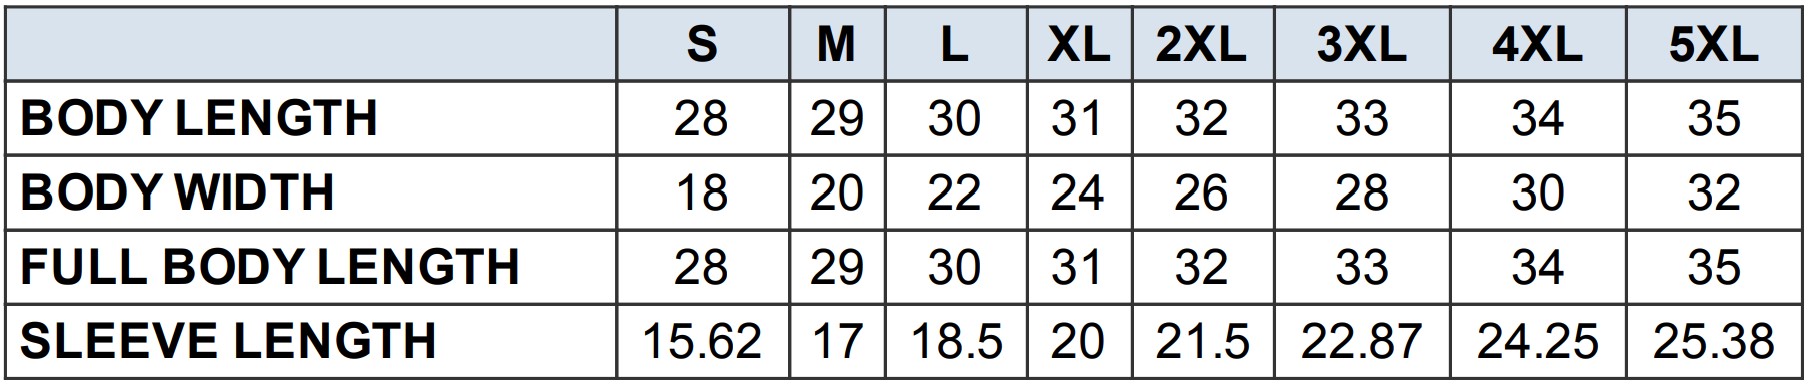 S M L XL 2XL 3XL 4XL 5XL
BODY LENGTH 28 29 30 31 32 33 34 35
BODY WIDTH 18 20 22 24 26 28 30 32
FULL BODY LENGTH 28 29 30 31 32 33 34 35
SLEEVE LENGTH 15.62 17 18.5 20 21.5 22.87 24.25 25.38